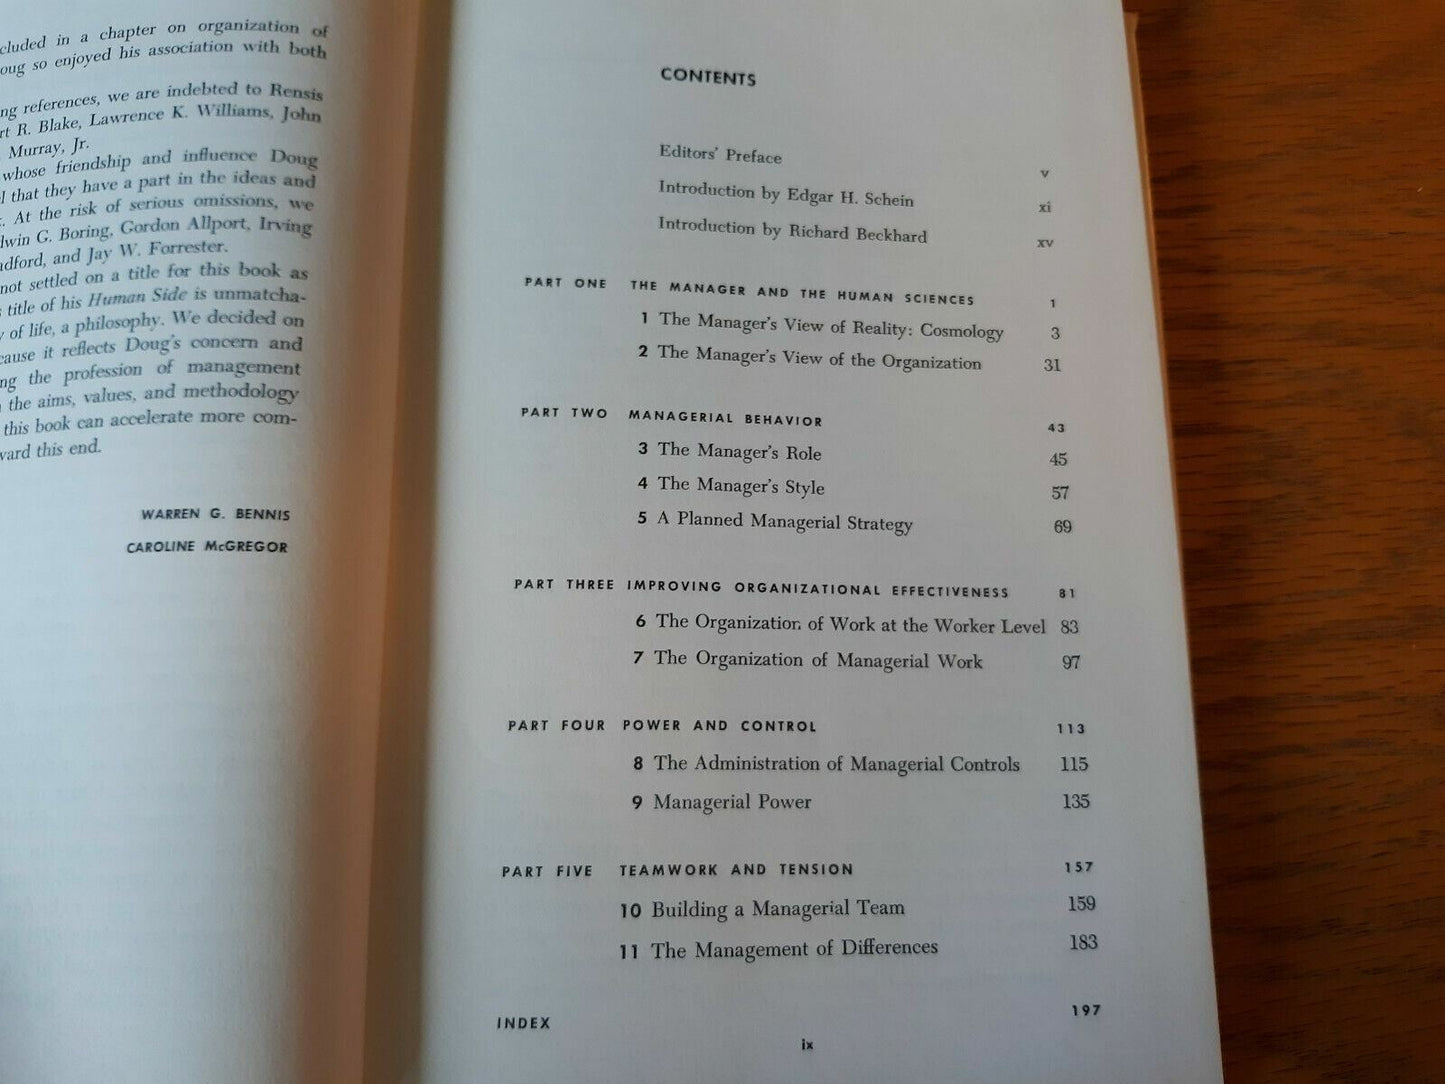 cluded in a chapter on organization of
oug so enjoyed his association with both
ng references, we are indebted to Rensis
rt R. Blake, Lawrence K. Williams, John
Murray, Jr.
whose friendship and influence Doug
l that they have a part in the ideas and
. At the risk of serious omissions, we
dwin G. Boring, Gordon Allport, Irving
adford, and Jay W. Forrester.
not settled on a title for this book as
title of his Human Side is unmatcha-
y of life, a philosophy. We decided on
cause it reflects Doug's concern and
ng the profession of management
the aims, values, and methodology
this book can accelerate more com-
ward this end.
WARREN G. BENNIS
CAROLINE McGREGOR
CONTENTS
Editors' Preface v
Introduction by Edgar H. Schein xi
Introduction by Richard Beckhard xv
PART ONE THE MANAGER AND THE HUMAN SCIENCES 1
1 The Manager's View of Reality: Cosmology 3
2 The Manager's View of the Organization 31
PART TWO MANAGERIAL BEHAVIOR 43
3 The Manager's Role 45
4 The Manager's Style 57
5 A Planned Managerial Strategy 69
PART THREE IMPROVING ORGANIZATIONAL EFFECTIVENESS 81
6 The Organization of Work at the Worker Level 83
7 The Organization of Managerial Work 97
PART FOUR POWER AND CONTROL 113
8 The Administration of Managerial Controls 115
9 Managerial Power 135
PART FIVE TEAMWORK AND TENSION 157
10 Building a Managerial Team 159
11 The Management of Differences 183
INDEX 197
ix